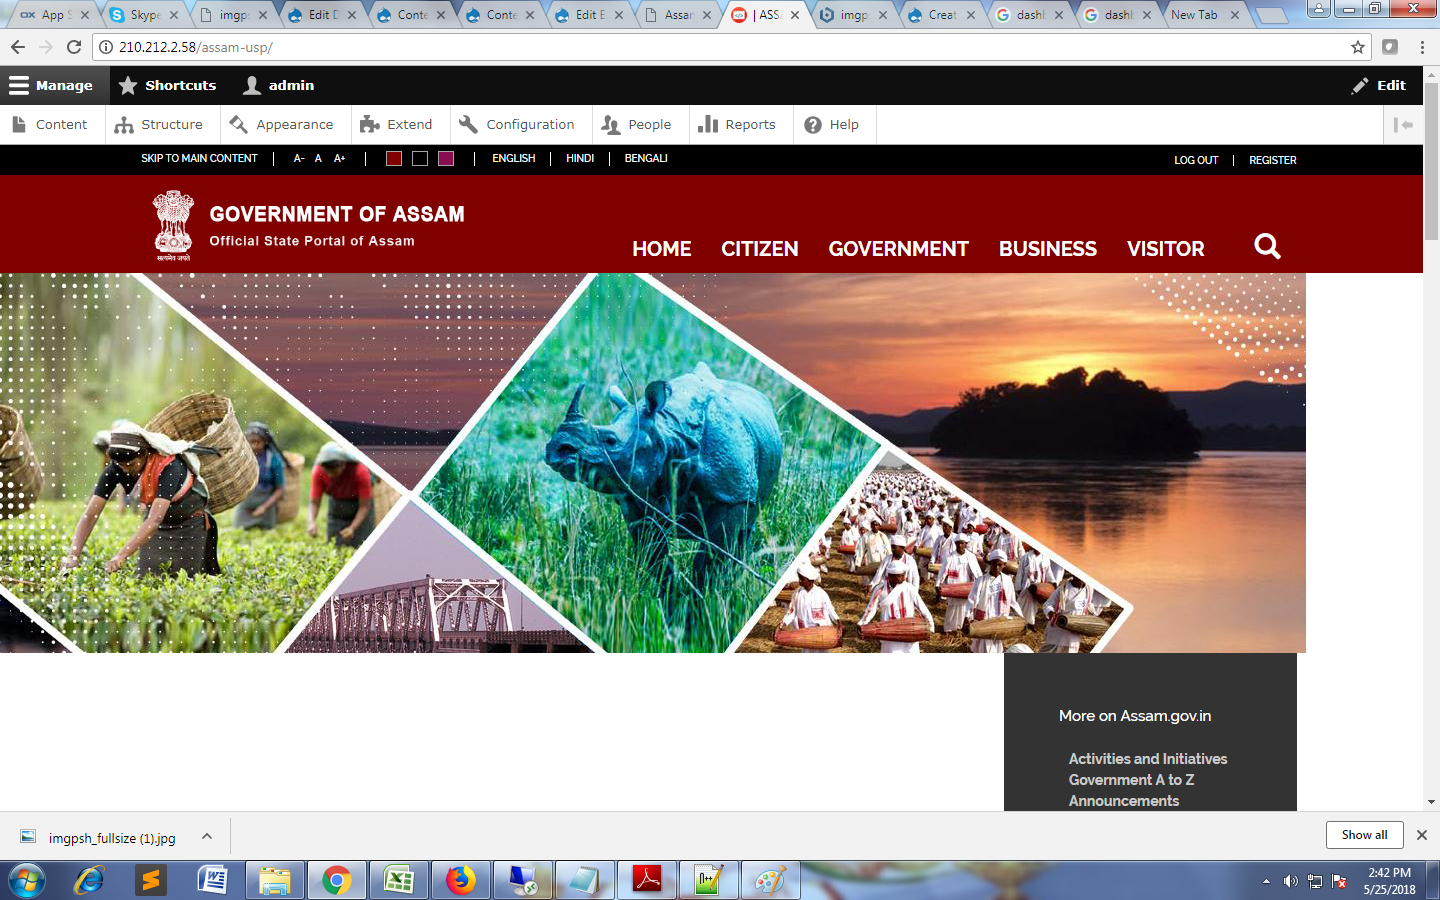 App S
Skype
imgp
Edit D
Conte
Conte
Edit E
Assar
| ASS
imgp
Creat
dashl
dashl
New Tab
210.212.2.58/assam-usp/
Manage
Shortcuts
admin
Edit
Content
Structure
Appearance
Extend
Configuration
People
Reports
Help
SKIP TO MAIN CONTENT
A-
A
A+
ENGLISH
HINDI
BENGALI
LOG OUT
REGISTER
सत्यमेव जयते
GOVERNMENT OF ASSAM
Official State Portal of Assam
HOME
CITIZEN
GOVERNMENT
BUSINESS
VISITOR
More on Assam.gov.in
Activities and Initiatives
Government A to Z
Announcements
imgpsh_fullsize (1).jpg
Show all
2:42 PM
5/25/2018